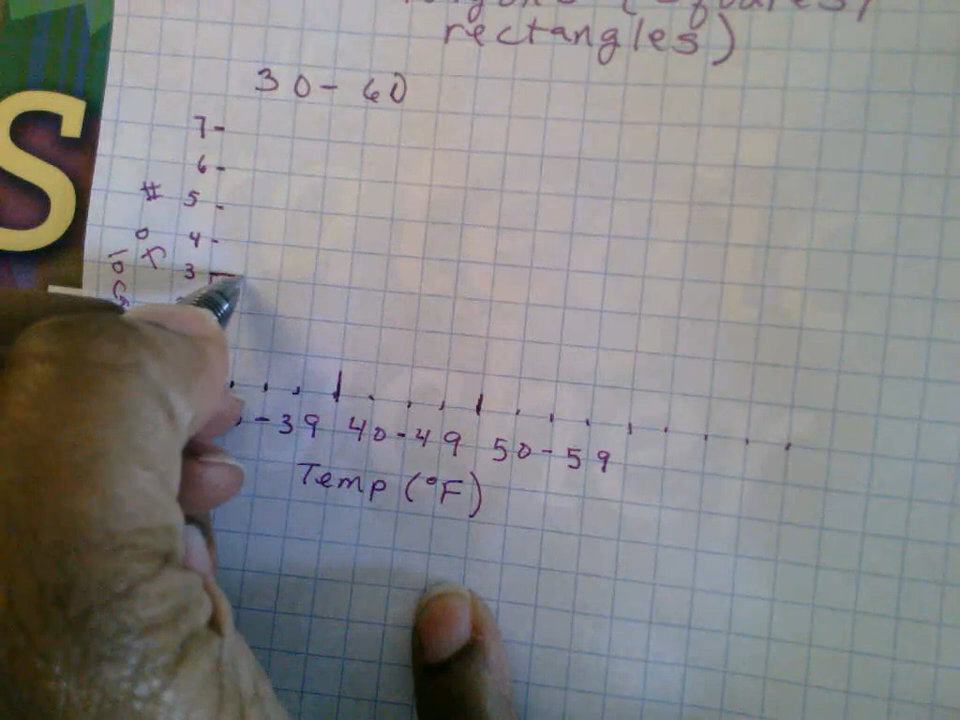 rectangles)
30-60
7-
6-
# 5-
of 4-
3
-39 40-49 50-59
Temp (°F)
S